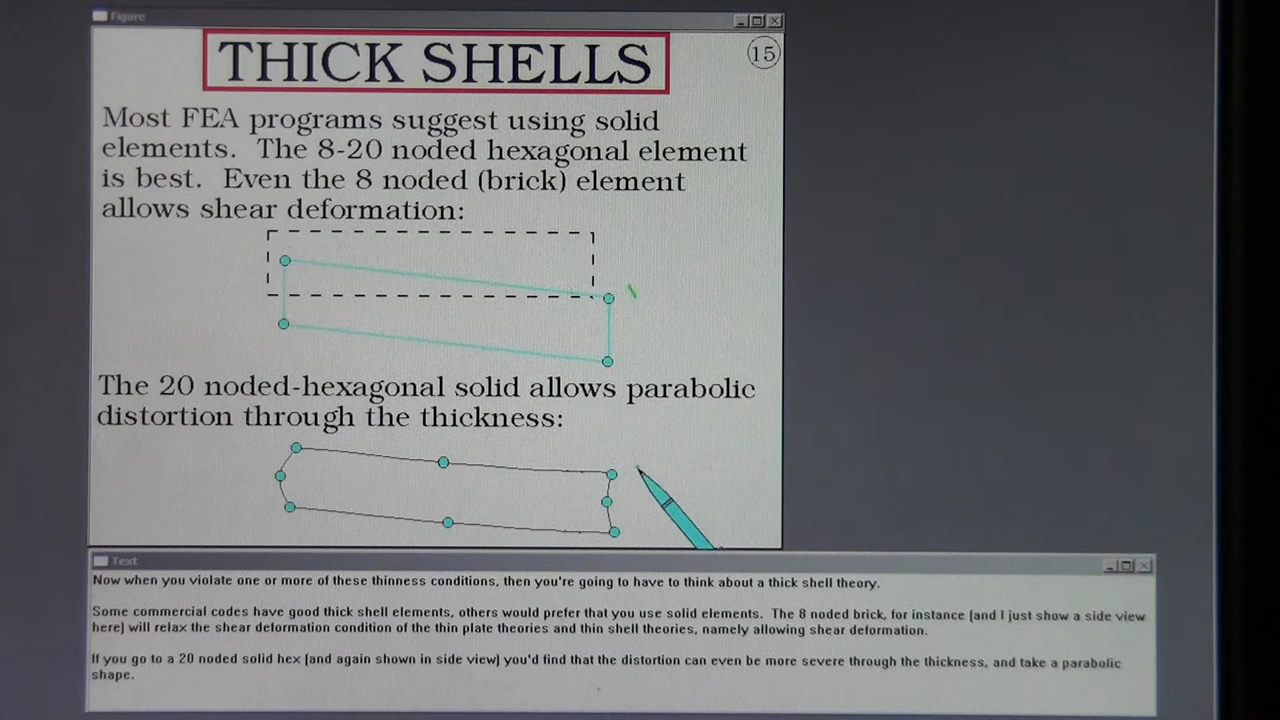 Figure
THICK SHELLS
15
Most FEA programs suggest using solid
elements. The 8-20 noded hexagonal element
is best. Even the 8 noded (brick) element
allows shear deformation:
The 20 noded-hexagonal solid allows parabolic
distortion through the thickness:
Text
Now when you violate one or more of these thinness conditions, then you're going to have to think about a thick shell theory.
Some commercial codes have good thick shell elements, others would prefer that you use solid elements. The 8 noded brick, for instance (and I just show a side view
here) will relax the shear deformation condition of the thin plate theories and thin shell theories, namely allowing shear deformation.
If you go to a 20 noded solid hex (and again shown in side view) you'd find that the distortion can even be more severe through the thickness, and take a parabolic
shape.